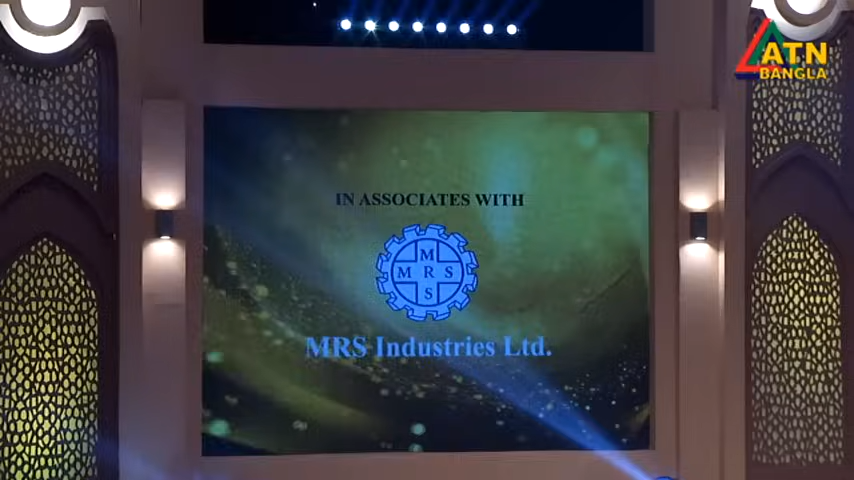 ATN
BANGLA
IN ASSOCIATES WITH
M
M R S
S
MRS Industries Ltd.